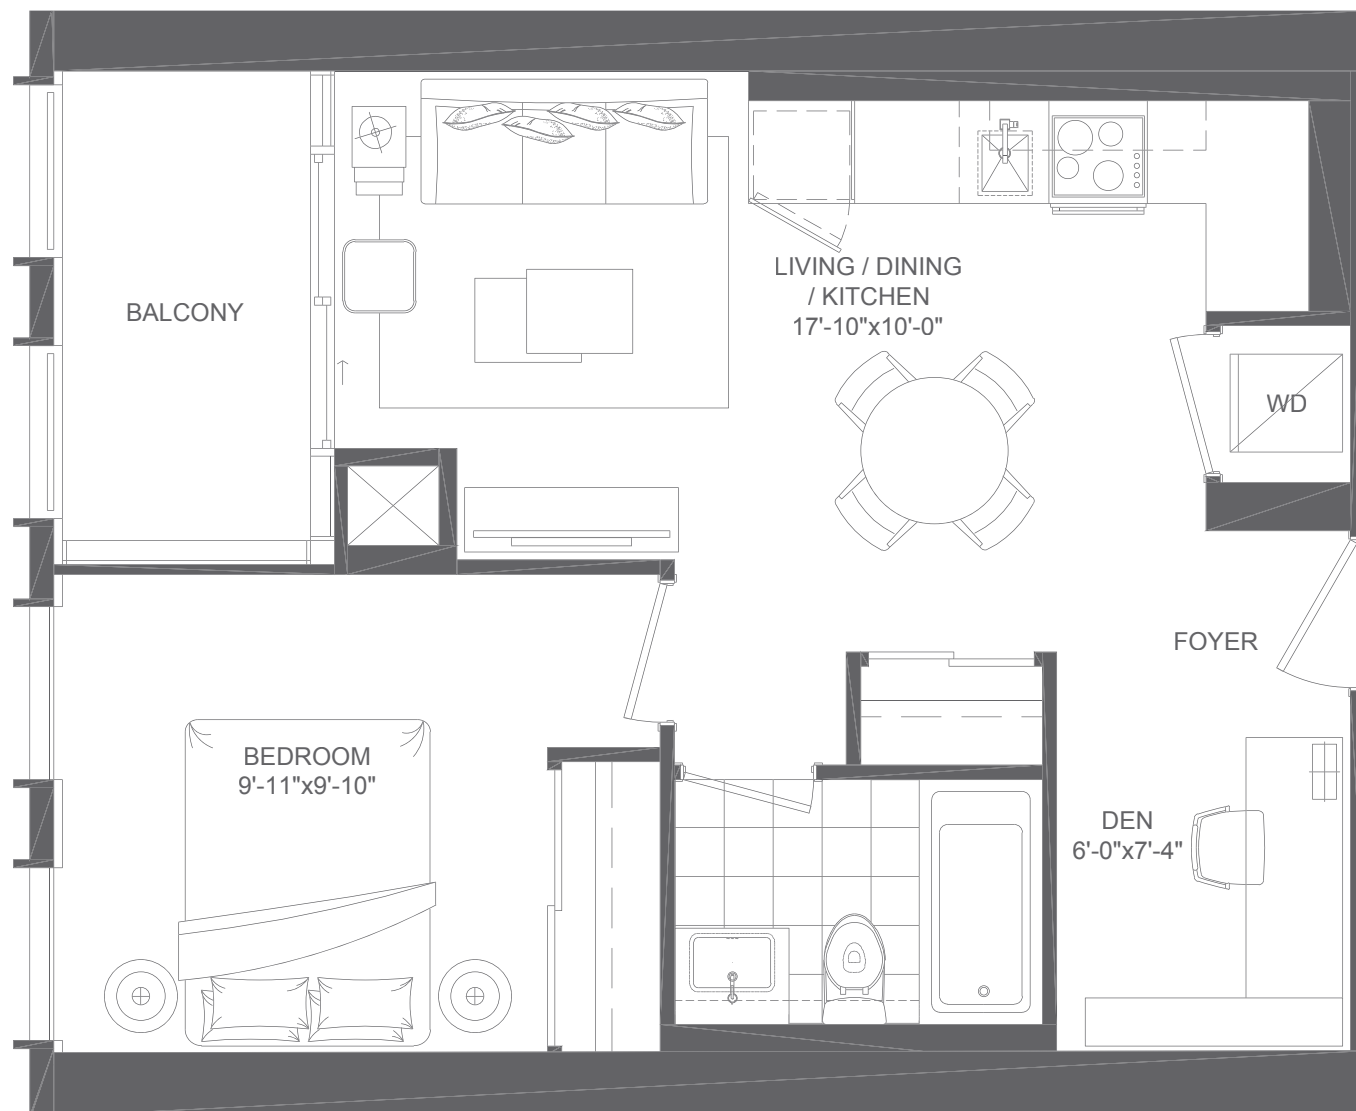 BALCONY
LIVING / DINING
/ KITCHEN
17'-10"x10'-0"
WD
FOYER
BEDROOM
9'-11"x9'-10"
DEN
6'-0"x7'-4"